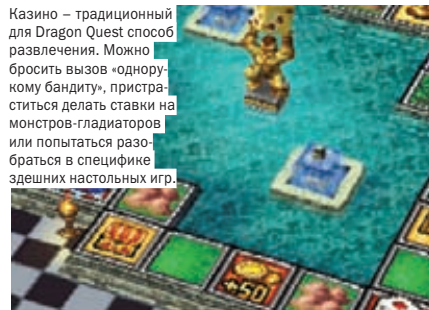 Казино – традиционный
для Dragon Quest способ
развлечения. Можно
бросить вызов «однору-
кому бандиту», пристра-
ститься делать ставки на
монстров-гладиаторов
или попытаться разо-
браться в специфике
здешних настольных игр.
+50